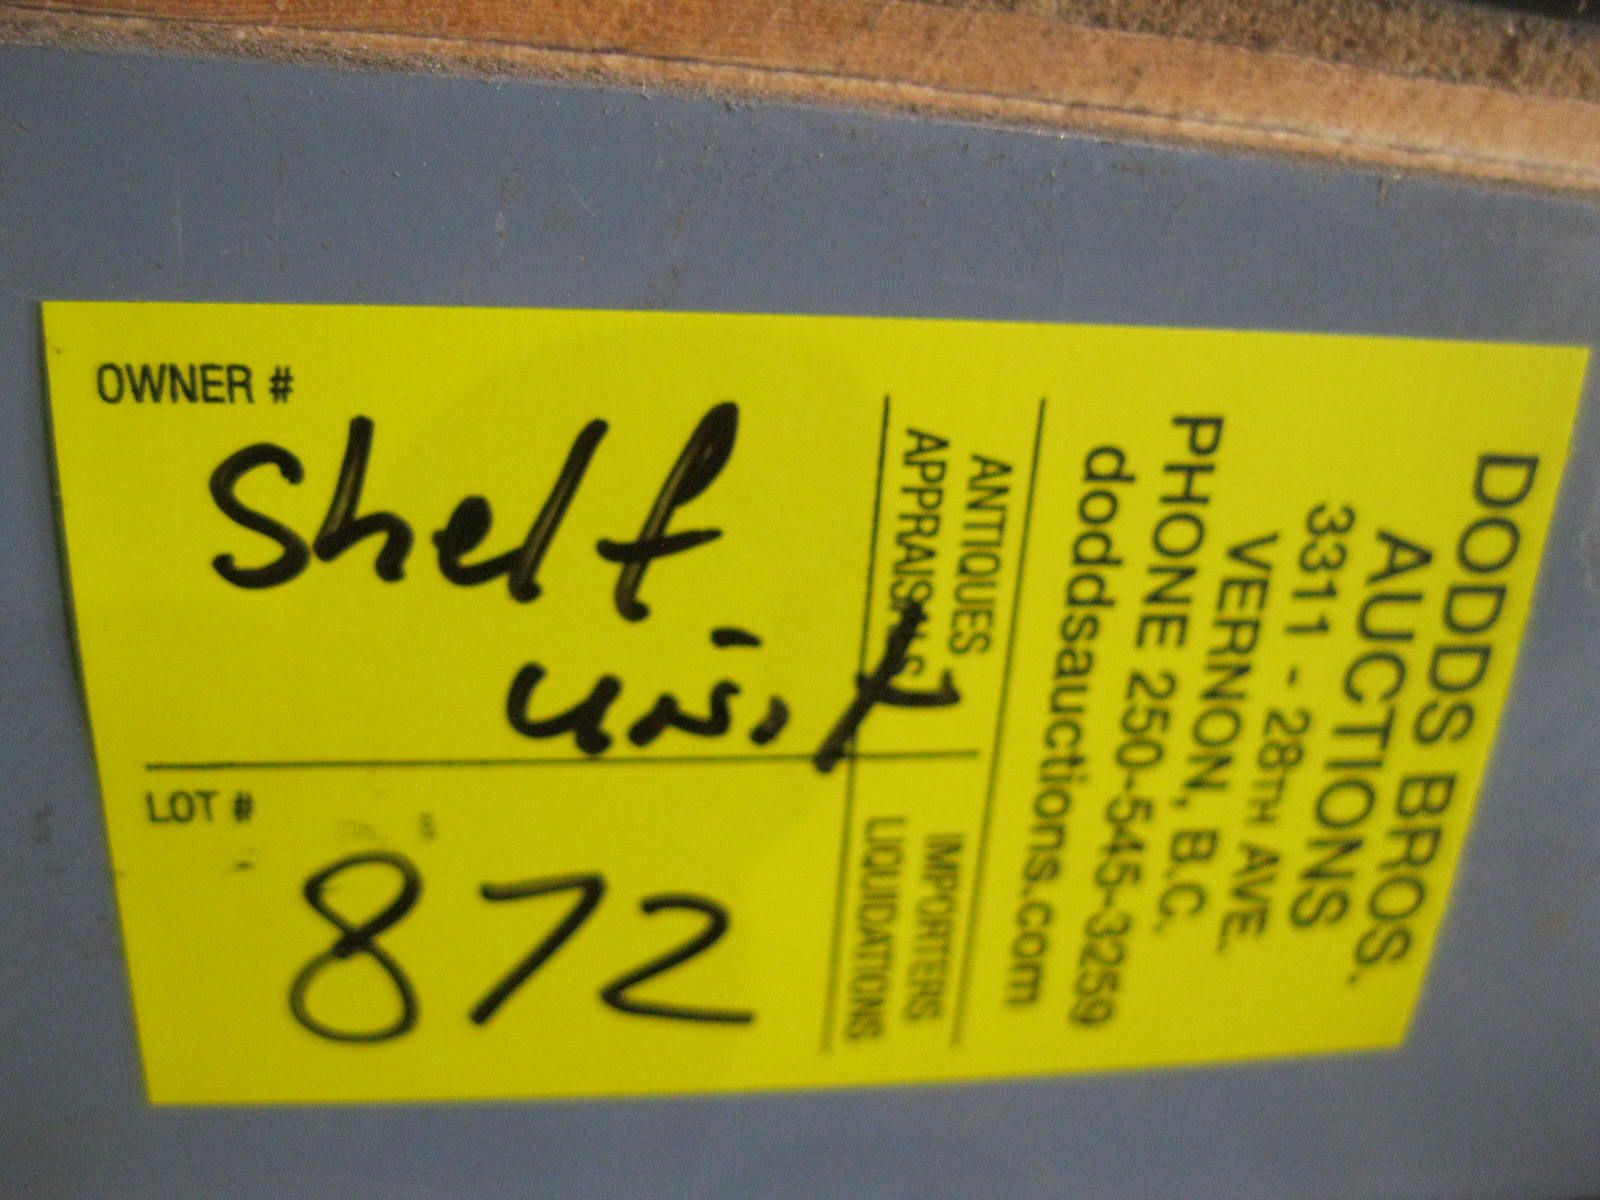 OWNER #
Shelf
unit
LOT #
872
DODDS BROS.
AUCTIONS
3311 - 28TH AVE.
VERNON, B.C.
PHONE 250-545-3259
doddsauctions.com
ANTIQUES IMPORTERS
APPRAISALS LIQUIDATIONS